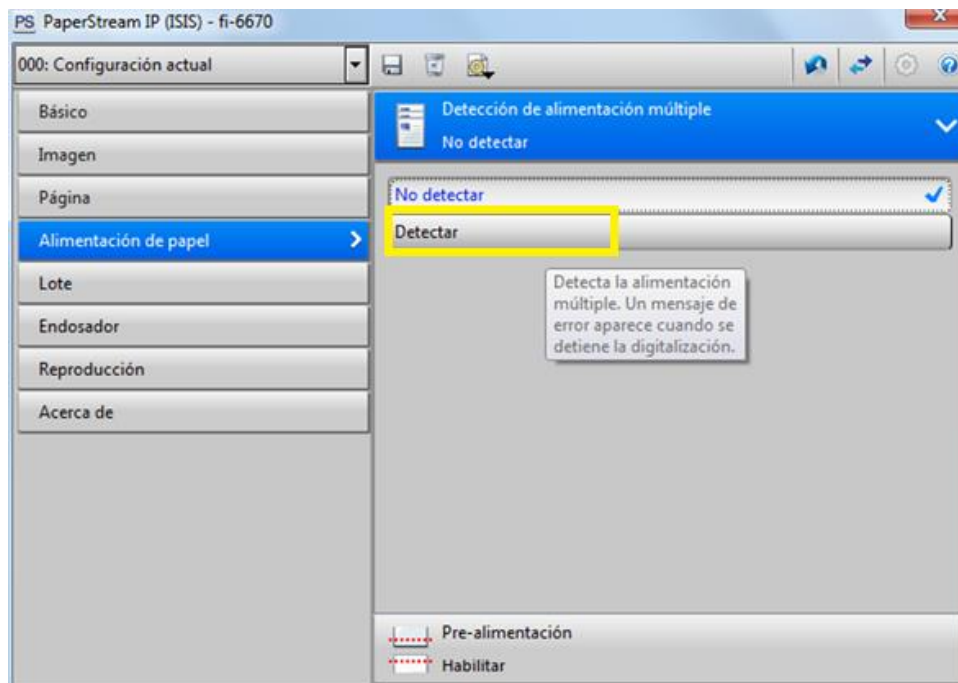 PS PaperStream IP (ISIS) - fi-6670
000: Configuración actual
Básico
Imagen
Página
Alimentación de papel
Lote
Endosador
Reproducción
Acerca de
Detección de alimentación múltiple
No detectar
No detectar
Detectar
Detecta la alimentación
múltiple. Un mensaje de
error aparece cuando se
detiene la digitalización.
Pre-alimentación
Habilitar